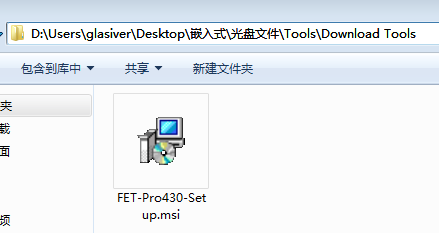 D:\Users\glasiver\Desktop\嵌入式\光盘文件\Tools\Download Tools
包含到库中 共享 新建文件夹
夹
载
面
频
FET-Pro430-Set
up.msi